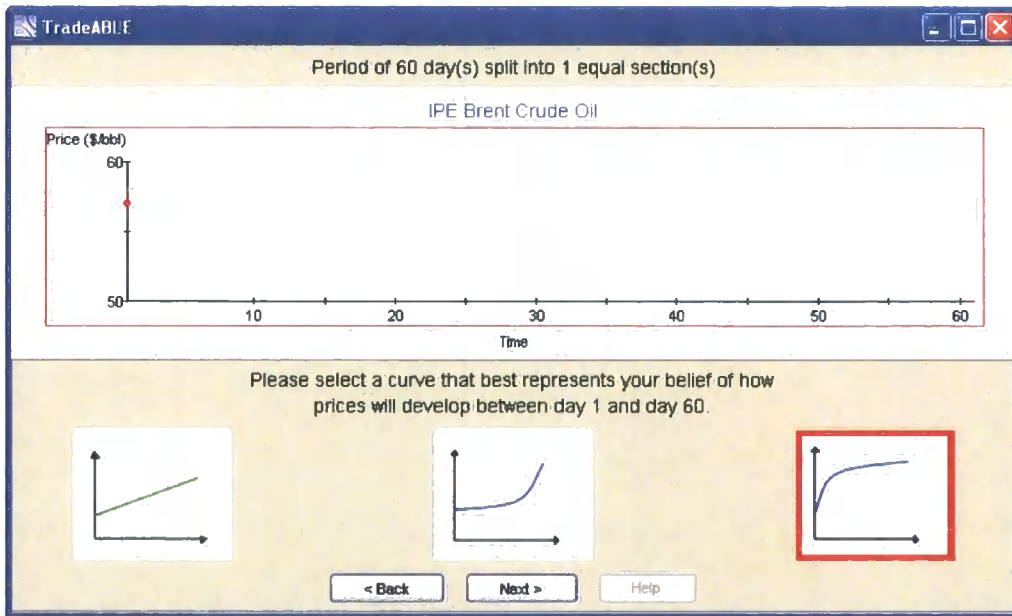 TradeABLE
Period of 60 day(s) split into 1 equal section(s)
IPE Brent Crude Oil
Price ($/bbl)
60
50
10 20 30 40 50 60
Time
Please select a curve that best represents your belief of how
prices will develop between day 1 and day 60.
< Back Next > Help